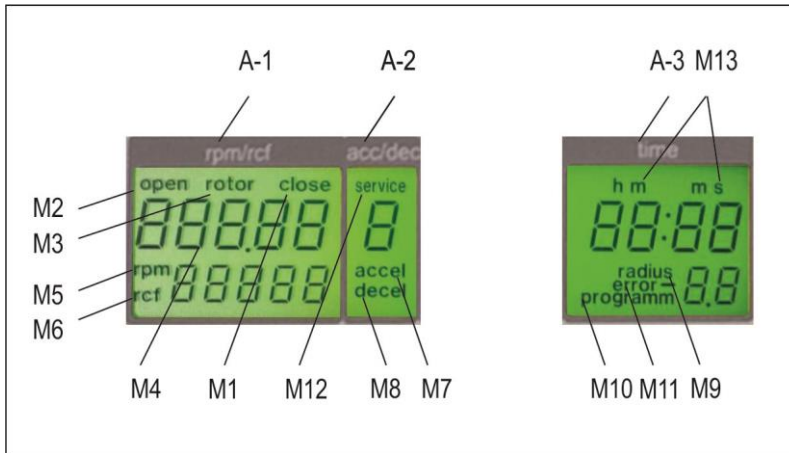 A-1 A-2 A-3 M13
rpm/rcf acc/dec time
open rotor close service h m m s
M2
888.88 8 88:88
M3
rpm 88888 accel radius
M5
rcf decel error 8.8
programm
M6
M4 M1 M12 M8 M7 M10 M11 M9